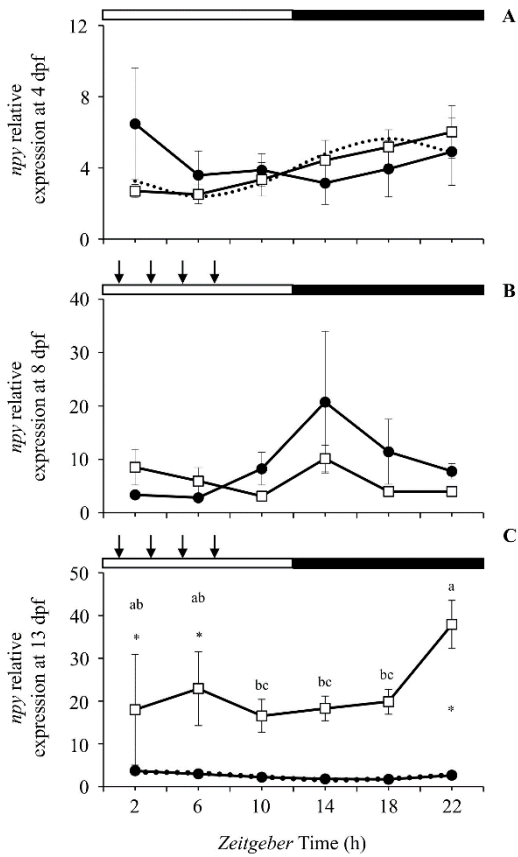 A
npy relative
expression at 4 dpf
12
8
4
0
B
npy relative
expression at 8 dpf
40
30
20
10
0
C
npy relative
expression at 13 dpf
50
40
30
20
10
0
ab
*
ab
*
bc
bc
bc
a
*
2 6 10 14 18 22
Zeitgeber Time (h)